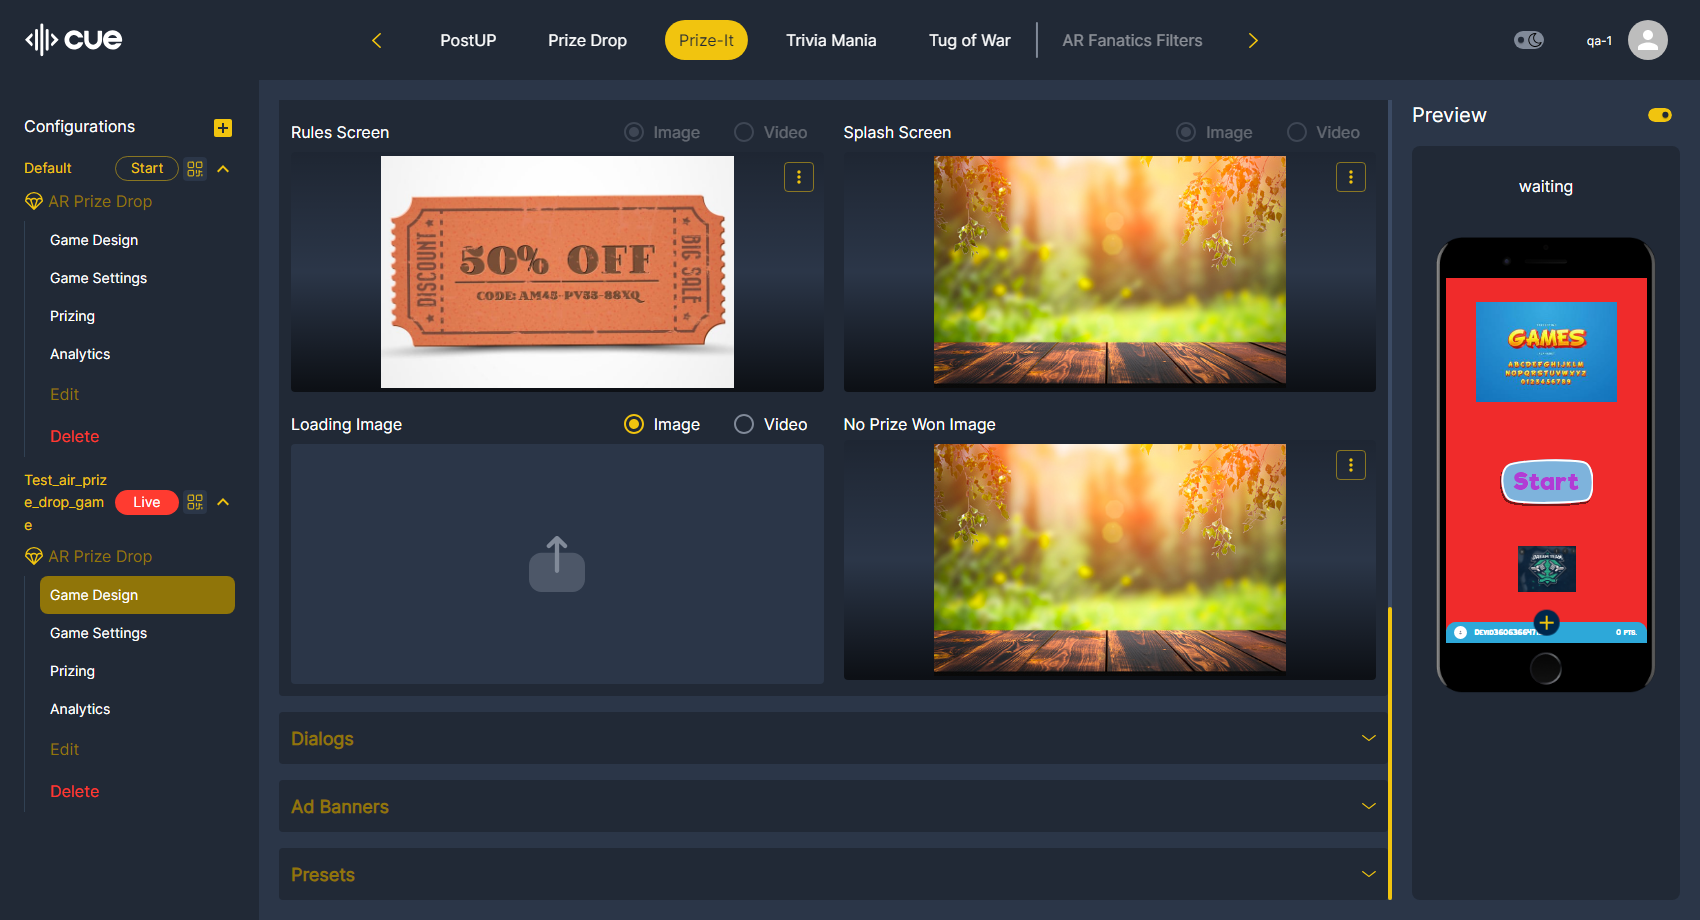 cue
PostUP
Prize Drop
Prize-It
Trivia Mania
Tug of War
AR Fanatics Filters
qa-1
Configurations
Default
Start
AR Prize Drop
Game Design
Game Settings
Prizing
Analytics
Edit
Delete
Test_air_priz
e_drop_gam
e
Live
AR Prize Drop
Game Design
Game Settings
Prizing
Analytics
Edit
Delete
Rules Screen
Image
Video
DISCOUNT
50% OFF
CODE: AM45-PV55-88XQ
BIG SOLE
Splash Screen
Image
Video
Loading Image
Image
Video
No Prize Won Image
Dialogs
Ad Banners
Presets
Preview
waiting
GAMES
ABCDEFGHIJKLM
NOPQRSTUVWXYZ
0123456789
Start
0 PTS.